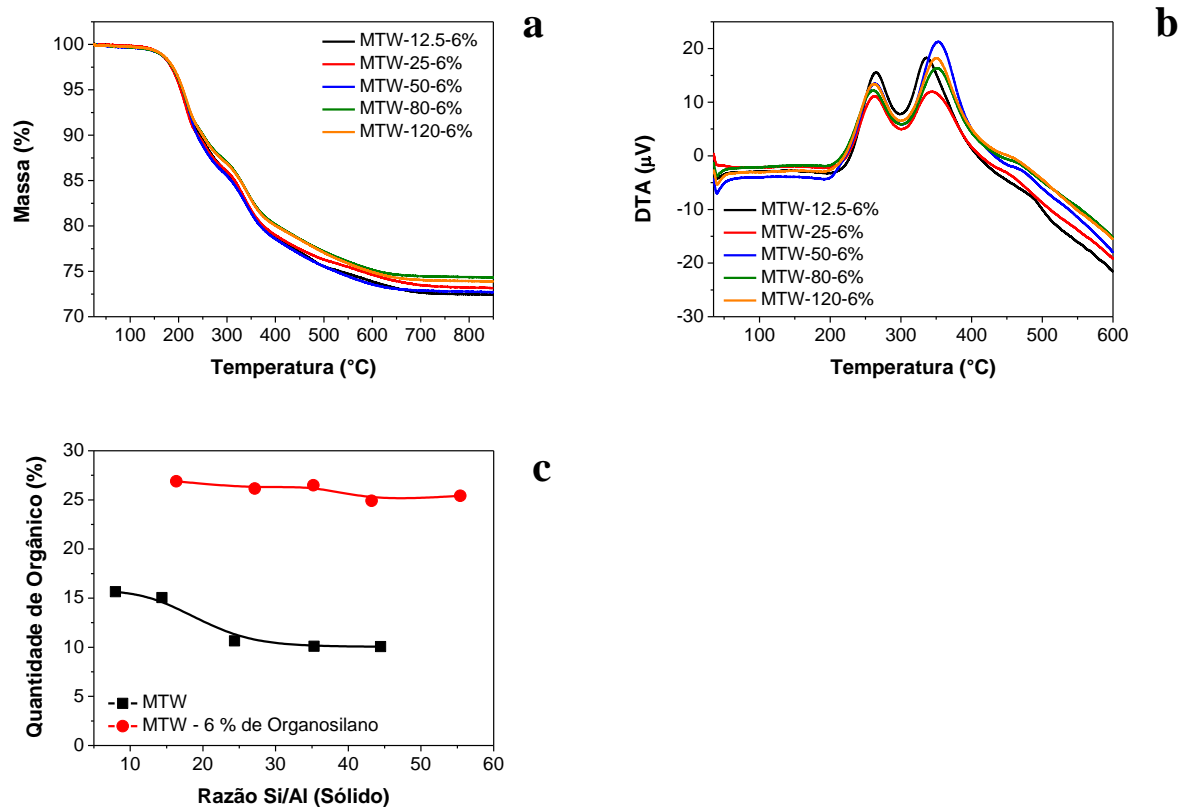 a
100
95
90
85
80
75
70
Massa (%)
MTW-12.5-6%
MTW-25-6%
MTW-50-6%
MTW-80-6%
MTW-120-6%
100 200 300 400 500 600 700 800
Temperatura (°C)
b
20
10
0
-10
-20
-30
DTA (µV)
MTW-12.5-6%
MTW-25-6%
MTW-50-6%
MTW-80-6%
MTW-120-6%
100 200 300 400 500 600
Temperatura (°C)
c
30
25
20
15
10
5
0
Quantidade de Orgânico (%)
MTW
MTW - 6 % de Organosilano
10 20 30 40 50 60
Razão Si/Al (Sólido)